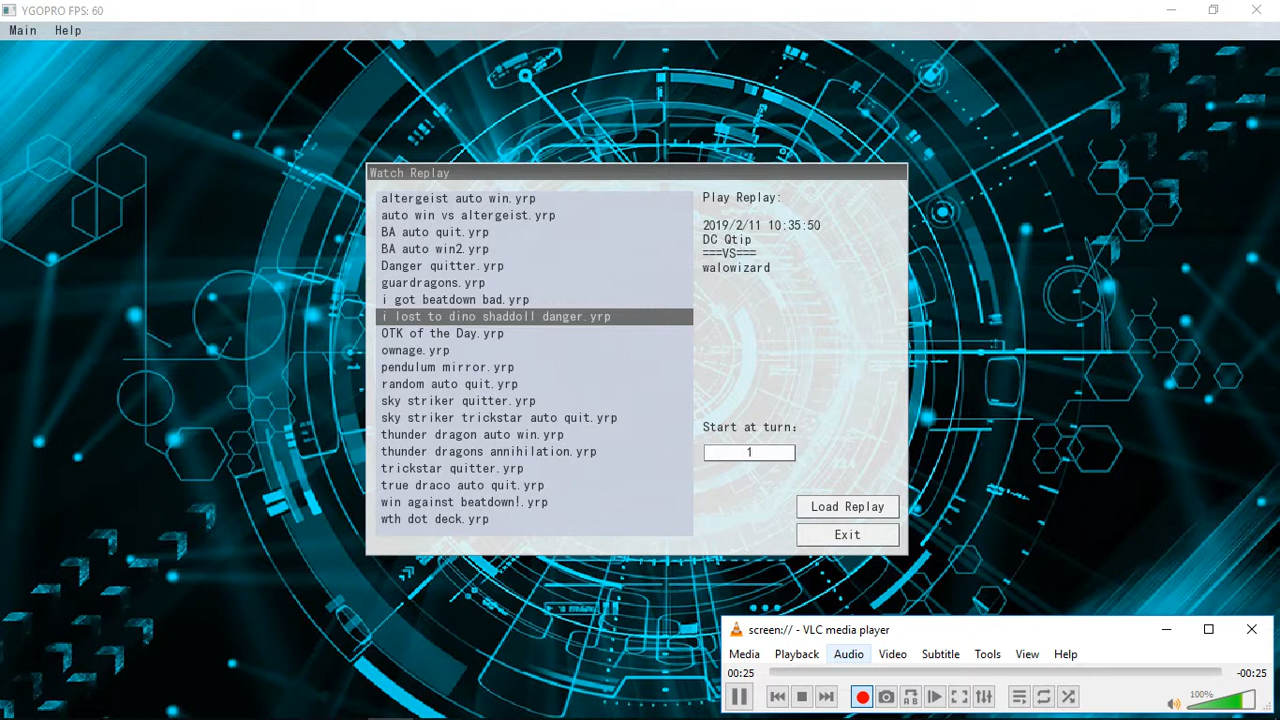 YGOPRO FPS: 60
Main Help
Watch Replay
altergeist auto win.yrp
auto win vs altergeist.yrp
BA auto quit.yrp
BA auto win2.yrp
Danger quitter.yrp
guardragons.yrp
i got beatdown bad.yrp
i lost to dino shaddoll danger.yrp
OTK of the Day.yrp
ownage.yrp
pendulum mirror.yrp
random auto quit.yrp
sky striker quitter.yrp
sky striker trickstar auto quit.yrp
thunder dragon auto win.yrp
thunder dragons annihilation.yrp
trickstar quitter.yrp
true draco auto quit.yrp
win against beatdown!.yrp
wth dot deck.yrp
Play Replay:
2019/2/11 10:35:50
DC Qtip
===VS===
walowizard
Start at turn:
1
Load Replay
Exit
screen:// - VLC media player
Media Playback Audio Video Subtitle Tools View Help
00:25 -00:25
100%